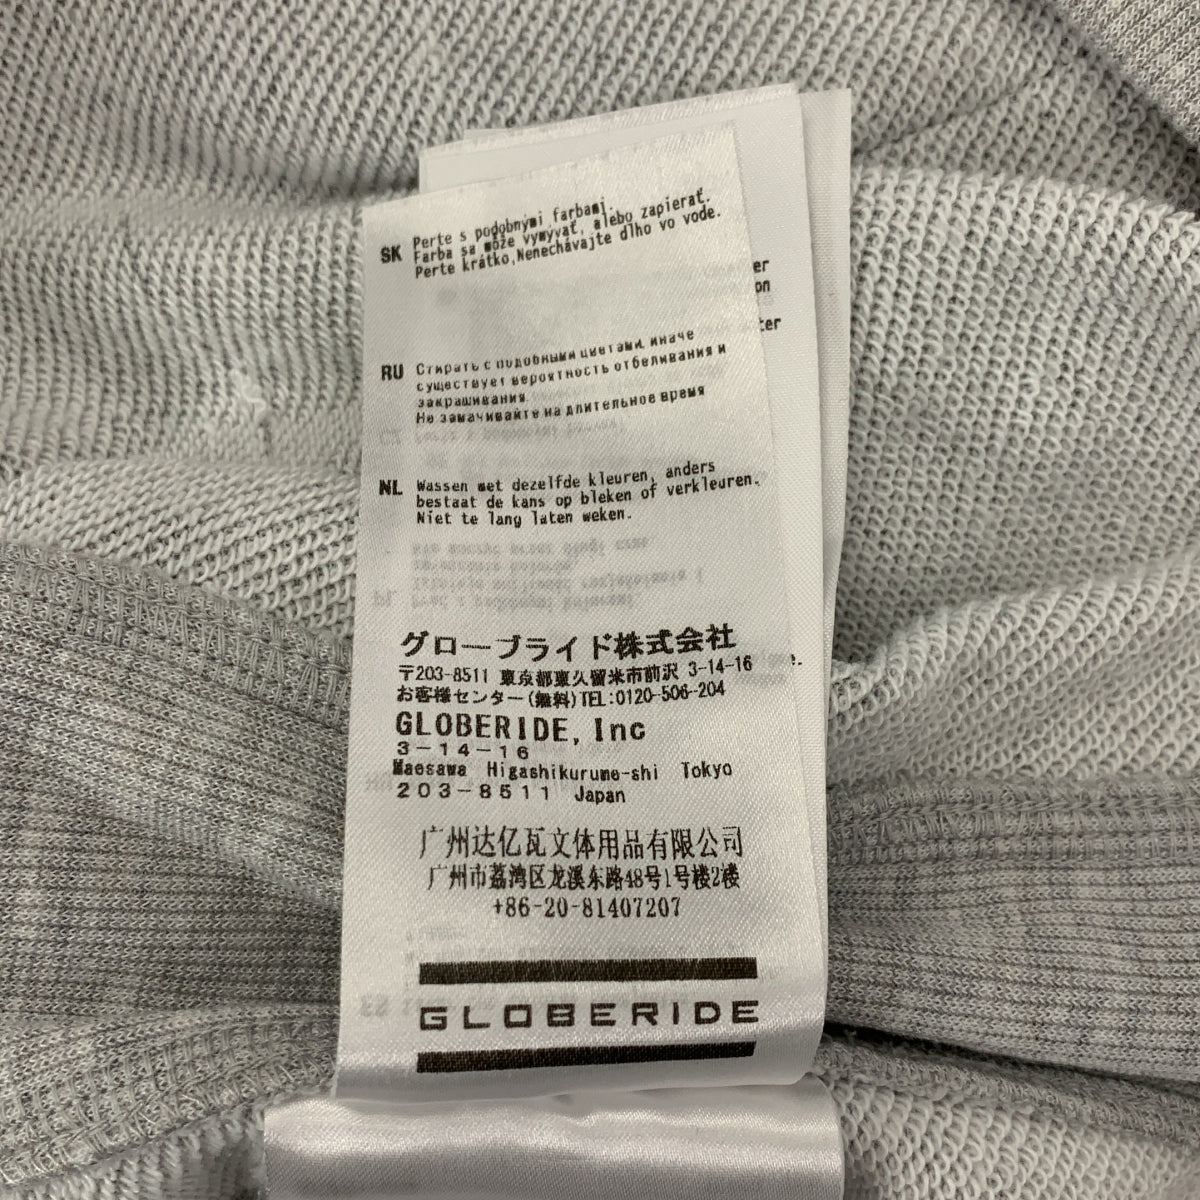 SK Perte s podobnými farbami.
Farba sa môže vymývať, alebo zapierať.
Perte krátko,Nenechávajte dlho vo vode.
er
on
ter
RU Стирать с подобными цветами, иначе
существует вероятность отбеливания и
закрашивания.
Не замачивайте на длительное время
NL Wassen met dezelfde kleuren, anders
bestaat de kans op bleken of verkleuren.
Niet te lang laten weken.
グローブライド株式会社
〒203-8511 東京都東久留米市前沢 3-14-16
e.
お客様センター(無料)TEL:0120-506-204
GLOBERIDE, Inc
3-14-16
Maesawa Higashikurume-shi Tokyo
203-8511 Japan
广州达亿瓦文体用品有限公司
广州市荔湾区龙溪东路48号1号楼2楼
+86-20-81407207
GLOBERIDE